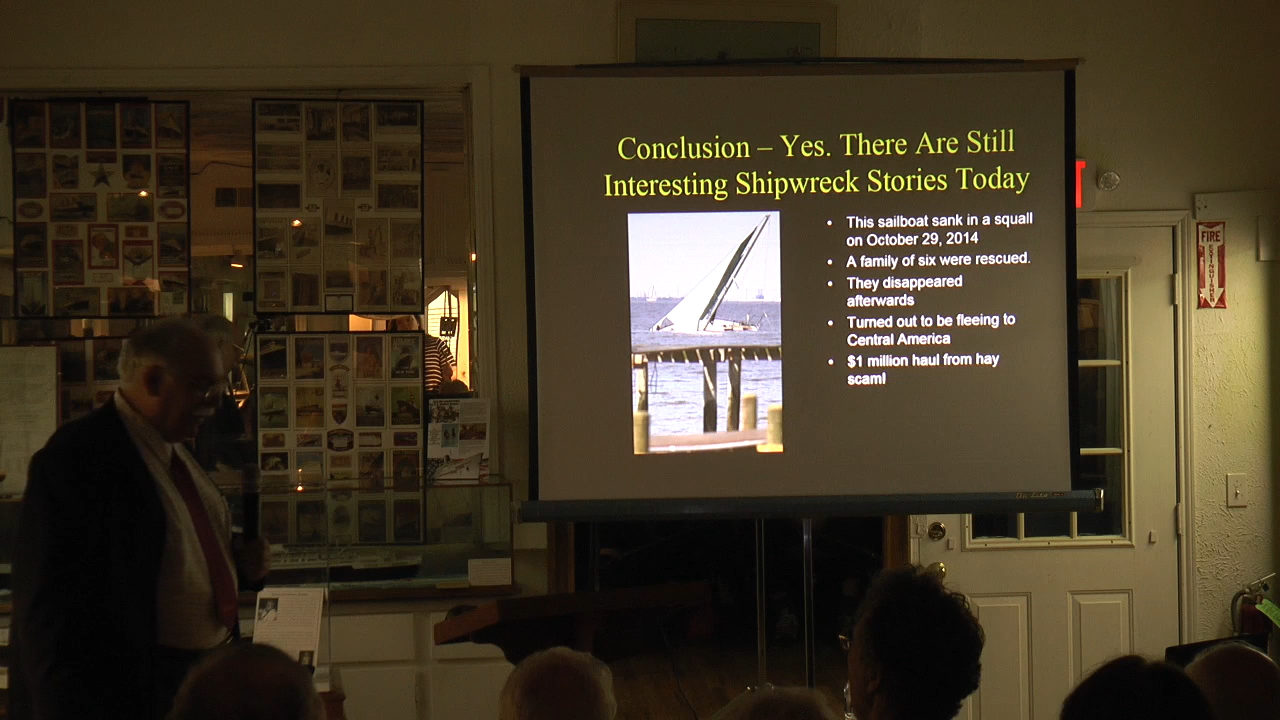 Conclusion – Yes. There Are Still
Interesting Shipwreck Stories Today
• This sailboat sank in a squall
on October 29, 2014
• A family of six were rescued.
• They disappeared
afterwards
• Turned out to be fleeing to
Central America
• $1 million haul from hay
scam!
FIRE
EXTINGUISHER